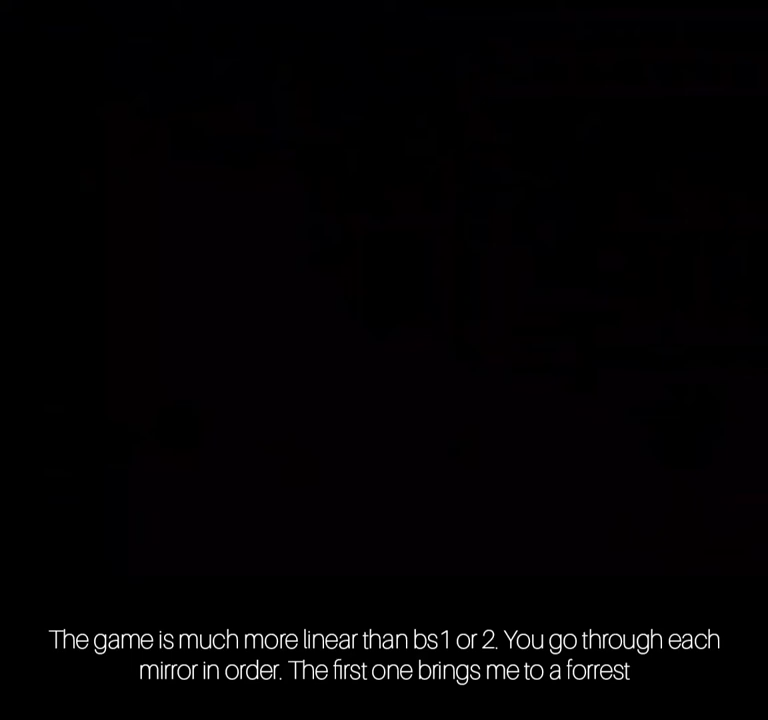 The game is much more linear than bs1 or 2. You go through each
mirror in order. The first one brings me to a forrest